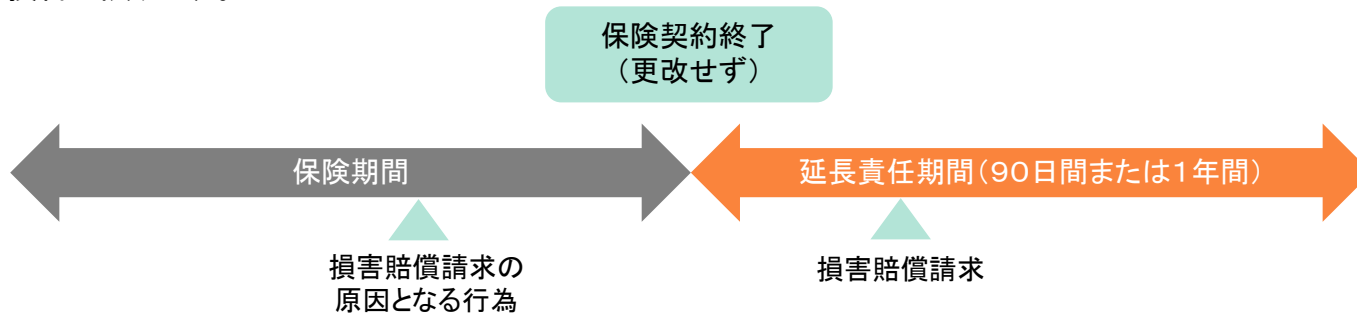 保険契約終了
（更改せず）
保険期間
延長責任期間（９０日間または１年間）
損害賠償請求の
原因となる行為
損害賠償請求